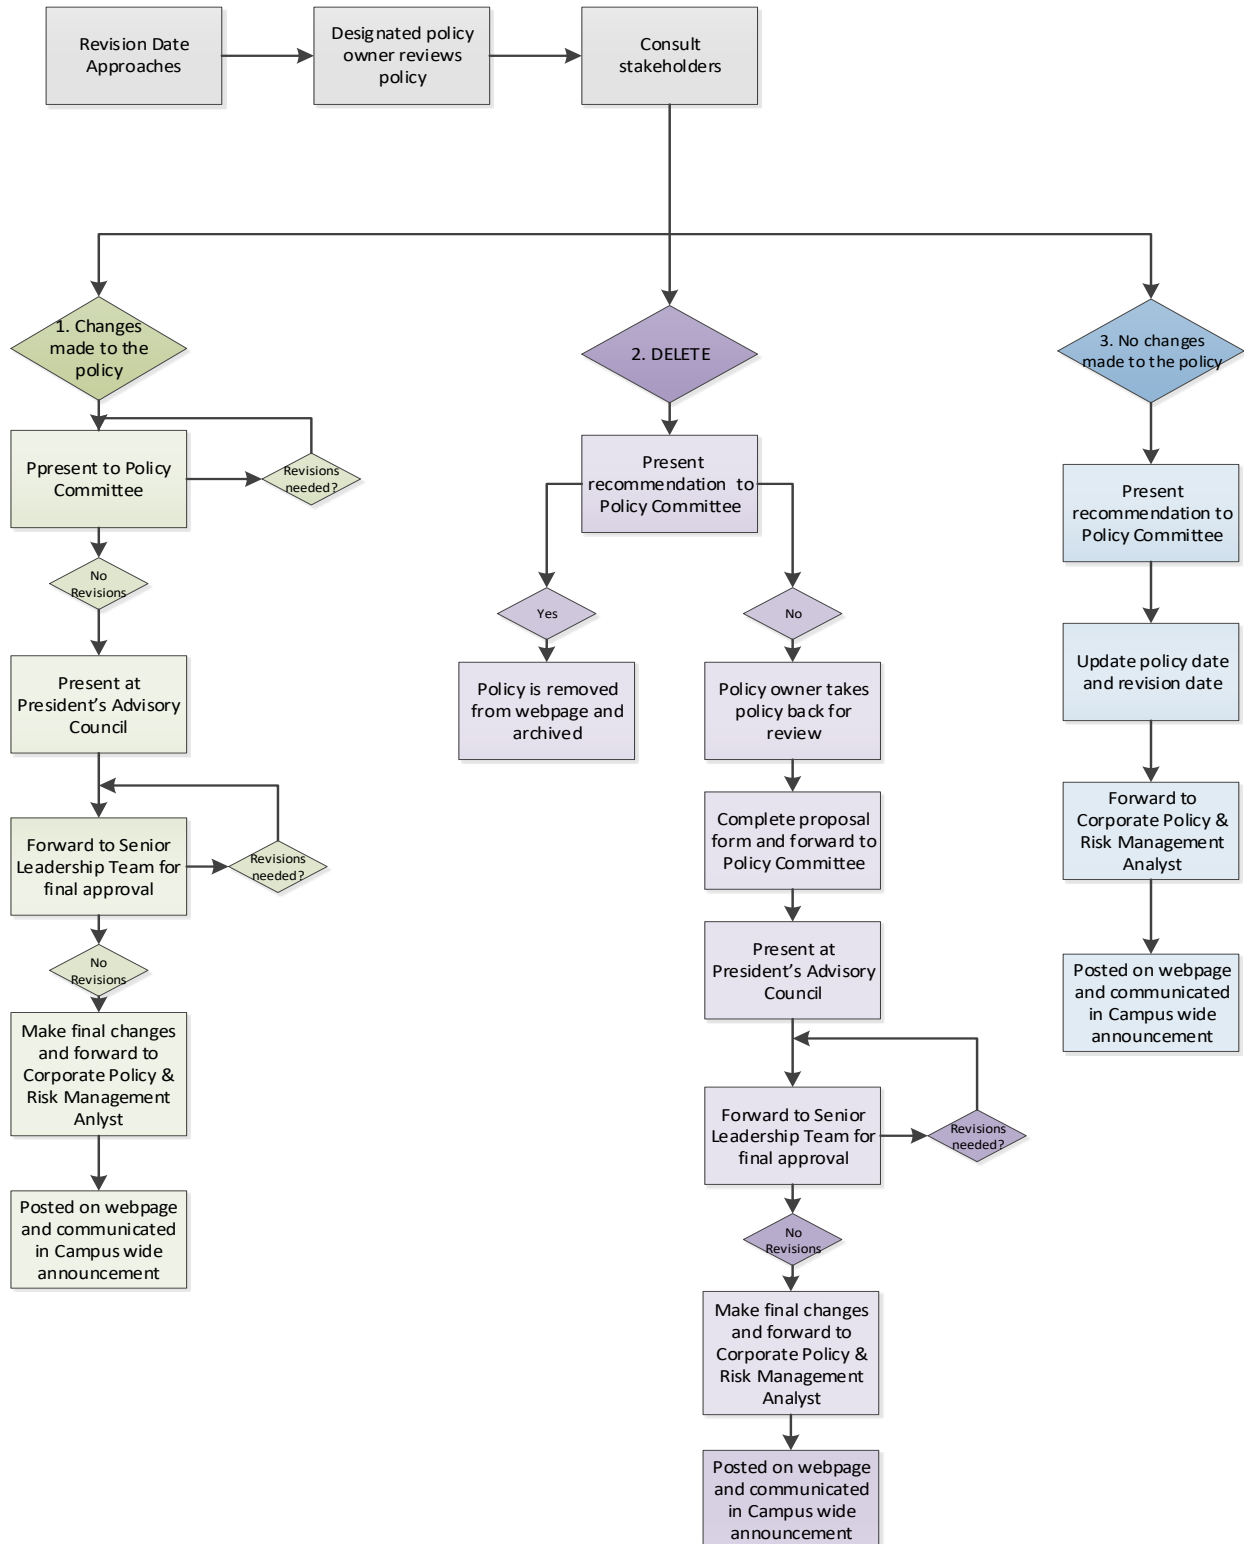 Revision Date
Approaches
Designated policy
owner reviews
policy
Consult
stakeholders
1. Changes
made to the
policy
Ppresent to Policy
Committee
Revisions
needed?
No
Revisions
Present at
President's Advisory
Council
Forward to Senior
Leadership Team for
final approval
Revisions
needed?
No
Revisions
Make final changes
and forward to
Corporate Policy &
Risk Management
Anlyst
Posted on webpage
and communicated
in Campus wide
announcement
2. DELETE
Present
recommendation to
Policy Committee
Yes
Policy is removed
from webpage and
archived
No
Policy owner takes
policy back for
review
Complete proposal
form and forward to
Policy Committee
Present at
President's Advisory
Council
Forward to Senior
Leadership Team for
final approval
Revisions
needed?
No
Revisions
Make final changes
and forward to
Corporate Policy &
Risk Management
Analyst
Posted on webpage
and communicated
in Campus wide
announcement
3. No changes
made to the policy
Present
recommendation to
Policy Committee
Update policy date
and revision date
Forward to
Corporate Policy &
Risk Management
Analyst
Posted on webpage
and communicated
in Campus wide
announcement